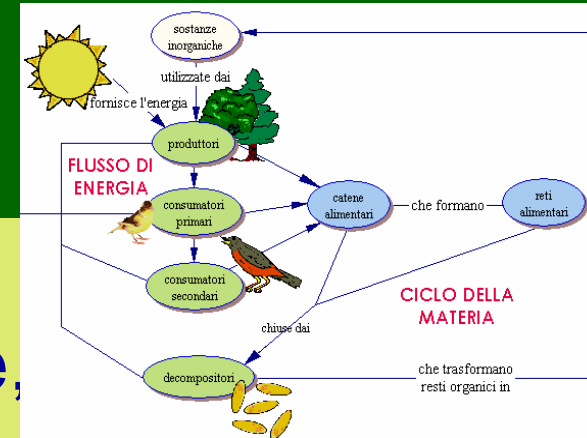 sostanze
inorganiche
utilizzate dai
fornisce l'energia
produttori
FLUSSO DI
ENERGIA
consumatori
primari
catene
alimentari
che formano
reti
alimentari
consumatori
secondari
CICLO DELLA
MATERIA
chiuse dai
decompositori
che trasformano
resti organici in
e,